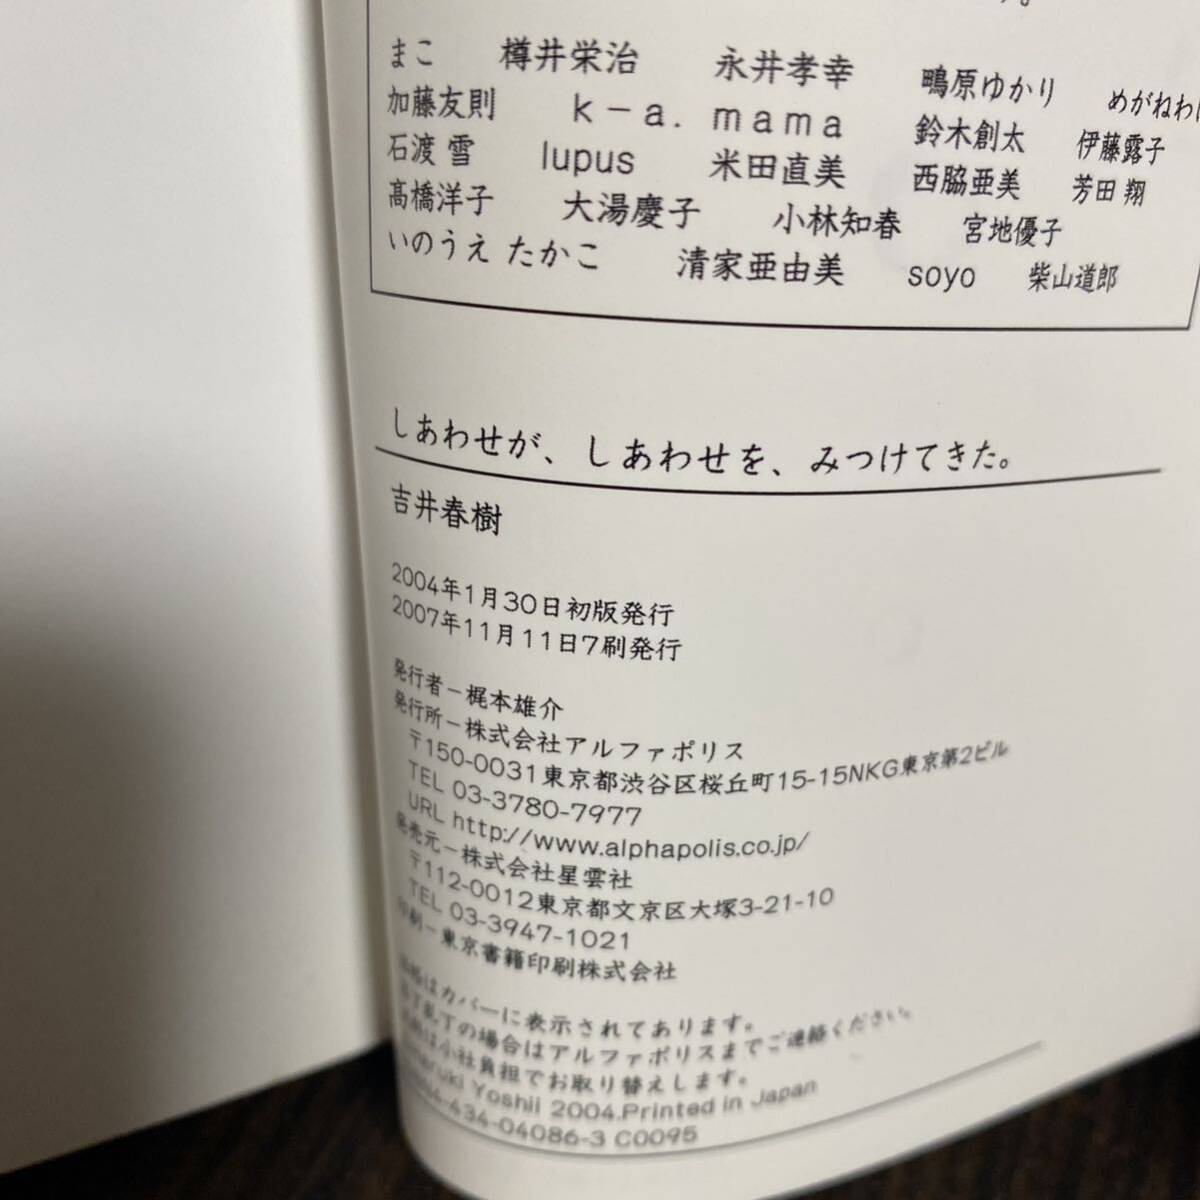 まこ 樽井栄治 永井孝幸 鴫原ゆかり めがねわ
加藤友則 k－a．mama 鈴木創太 伊藤露子
石渡 雪 lupus 米田直美 西脇亜美 芳田 翔
髙橋洋子 大湯慶子 小林知春 宮地優子
いのうえ たかこ 清家亜由美 soyo 柴山道郎
しあわせが、しあわせを、みつけてきた。
吉井春樹
2004年1月30日初版発行
2007年11月11日7刷発行
発行者－梶本雄介
発行所－株式会社アルファポリス
〒150-0031東京都渋谷区桜丘町15-15NKG東京第2ビル
TEL 03-3780-7977
URL http://www.alphapolis.co.jp/
発売元－株式会社星雲社
〒112-0012東京都文京区大塚3-21-10
TEL 03-3947-1021
印刷－東京書籍印刷株式会社
価格はカバーに表示されてあります。
丁乱丁の場合はアルファポリスまでご連絡ください。
は小社負担でお取り替えします。
haruki Yoshii 2004.Printed in Japan
434-04086-3 C0095